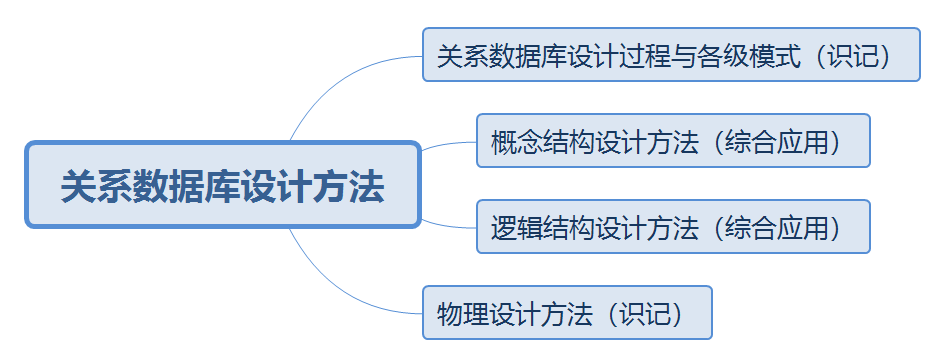 关系数据库设计过程与各级模式（识记）
概念结构设计方法（综合应用）
关系数据库设计方法
逻辑结构设计方法（综合应用）
物理设计方法（识记）